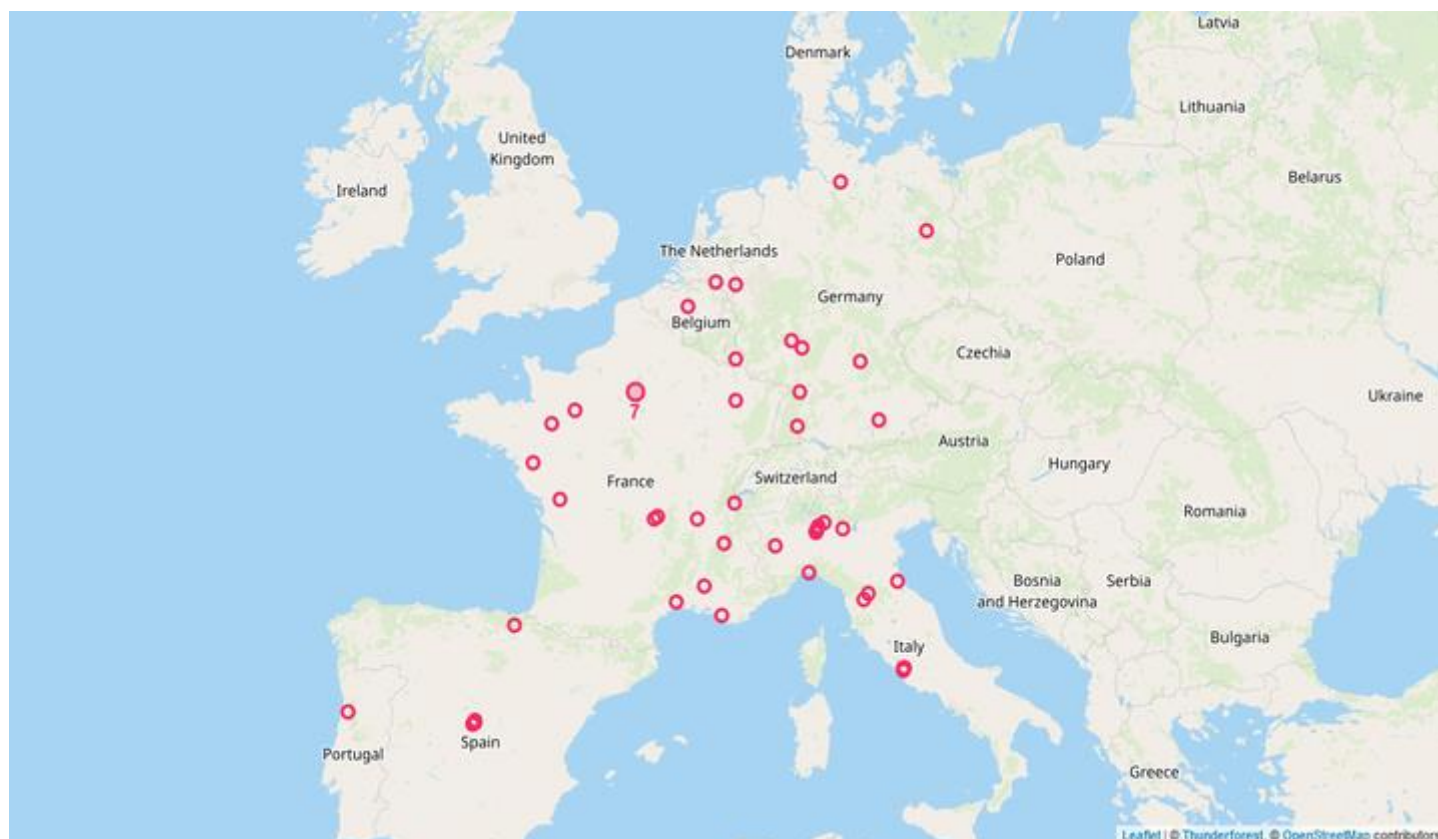 Latvia
Denmark
Lithuania
United
Kingdom
Belarus
Ireland
The Netherlands
Poland
Germany
Belgium
Czechia
Ukraine
7
Austria
Hungary
France
Switzerland
Romania
Bosnia
and Herzegovina
Serbia
Bulgaria
Italy
Spain
Portugal
Greece
Leaflet | © Thunderforest, © OpenStreetMap contributors